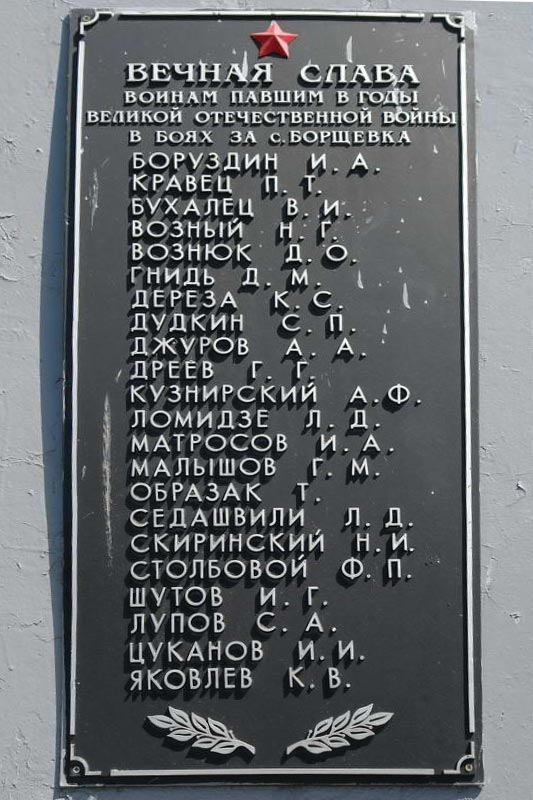 ВЕЧНАЯ СЛАВА
ВОИНАМ ПАВШИМ В ГОДЫ
ВЕЛИКОЙ ОТЕЧЕСТВЕННОЙ ВОЙНЫ
В БОЯХ ЗА С. БОРЩЕВКА
БОРУЗДИН И. А.
КРАВЕЦ П. Т.
БУХАЛЕЦ В. И.
ВОЗНЫЙ Н. Г.
ВОЗНЮК Д. О.
ГНИДЬ Д. М.
ДЕРЕЗА К. С.
ДУДКИН С. П.
ДЖУРОВ А. А.
ДРЕЕВ Г. Г.
КУЗНИРСКИЙ А. Ф.
ЛОМИДЗЕ Л. Д.
МАТРОСОВ И. А.
МАЛЫШОВ Г. М.
ОБРАЗАК Т.
СЕДАШВИЛИ Л. Д.
СКИРИНСКИЙ Н. И.
СТОЛБОВОЙ Ф. П.
ШУТОВ И. Г.
ЛУПОВ С. А.
ЦУКАНОВ И. И.
ЯКОВЛЕВ К. В.